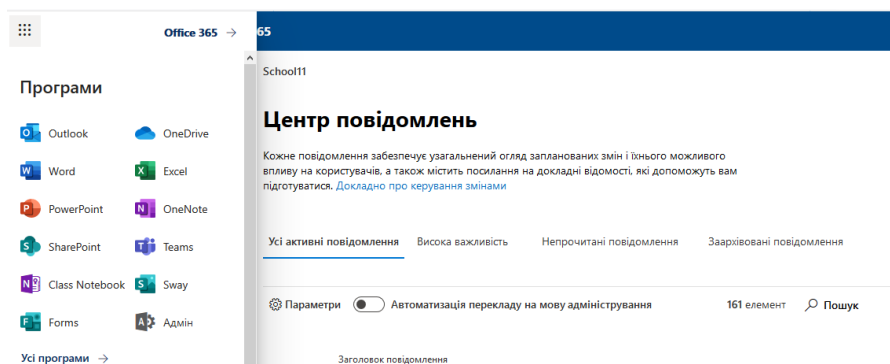 Office 365 →
65
Програми
Outlook
OneDrive
Word
Excel
PowerPoint
OneNote
SharePoint
Teams
Class Notebook
Sway
Forms
Адмін
Усі програми →
School11
Центр повідомлень
Кожне повідомлення забезпечує узагальнений огляд запланованих змін і їхнього можливого
впливу на користувачів, а також містить посилання на докладні відомості, які допоможуть вам
підготуватися. Докладно про керування змінами
Усі активні повідомлення Висока важливість Непрочитані повідомлення Заархівовані повідомлення
Параметри Автоматизація перекладу на мову адміністрування 161 елемент Пошук
Заголовок повідомлення